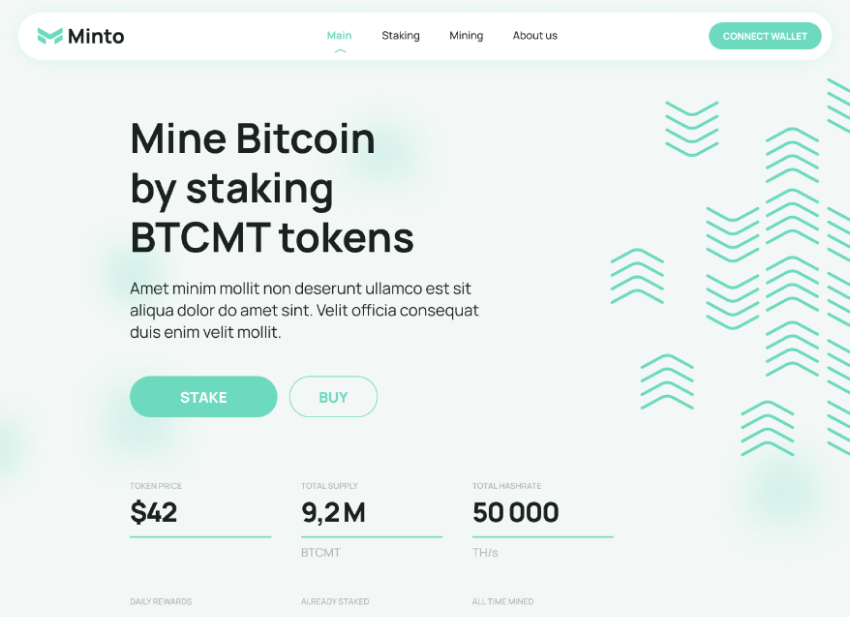 Minto
Main Staking Mining About us
CONNECT WALLET
Mine Bitcoin
by staking
BTCMT tokens
Amet minim mollit non deserunt ullamco est sit
aliqua dolor do amet sint. Velit officia consequat
duis enim velit mollit.
STAKE BUY
TOKEN PRICE TOTAL SUPPLY TOTAL HASHRATE
$42 9,2 M 50 000
BTCMT TH/s
DAILY REWARDS ALREADY STAKED ALL TIME MINED